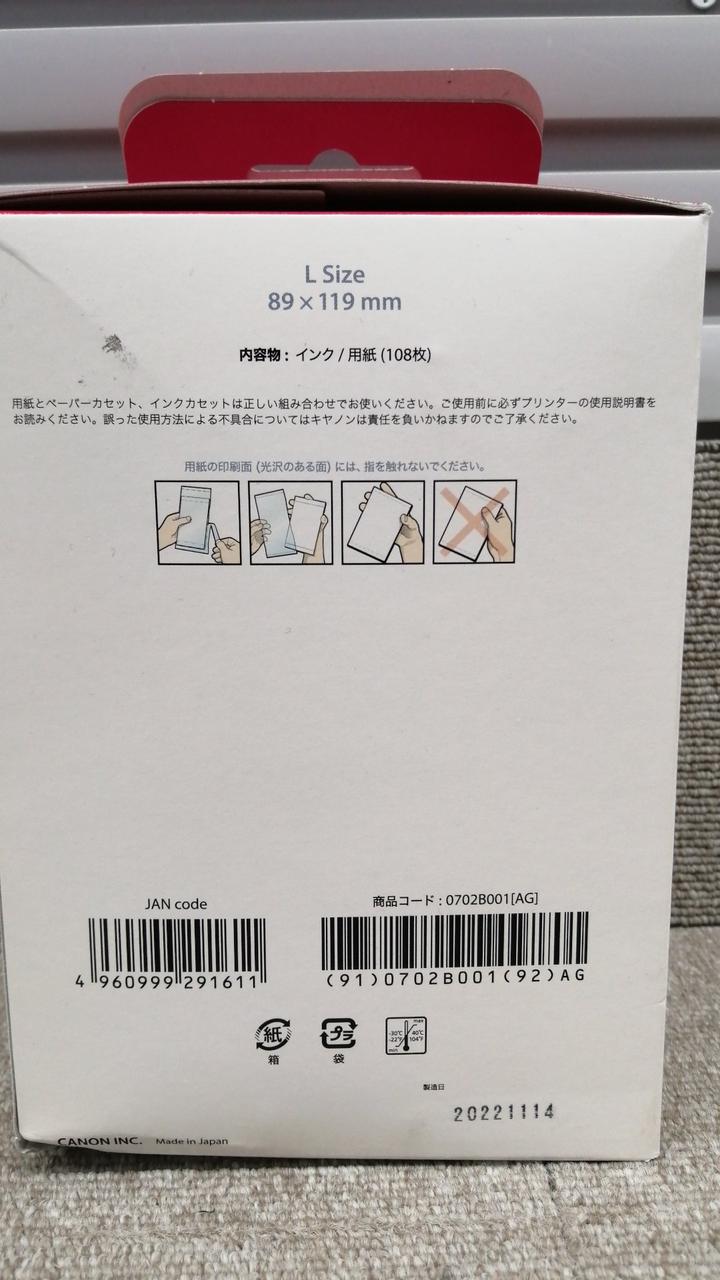 L Size
89 × 119 mm
内容物 : インク / 用紙 (108枚)
用紙とペーパーカセット、インクカセットは正しい組み合わせでお使いください。ご使用前に必ずプリンターの使用説明書を
お読みください。誤った使用方法による不具合についてはキヤノンは責任を負いかねますのでご了承ください。
用紙の印刷面 (光沢のある面) には、指を触れないでください。
JAN code
商品コード : 0702B001[AG]
4 960999 291611
(91)0702B001(92)AG
紙
箱
プラ
袋
max
-30℃ 40℃
-22°F 104°F
min
製造日
20221114
CANON INC. Made in Japan